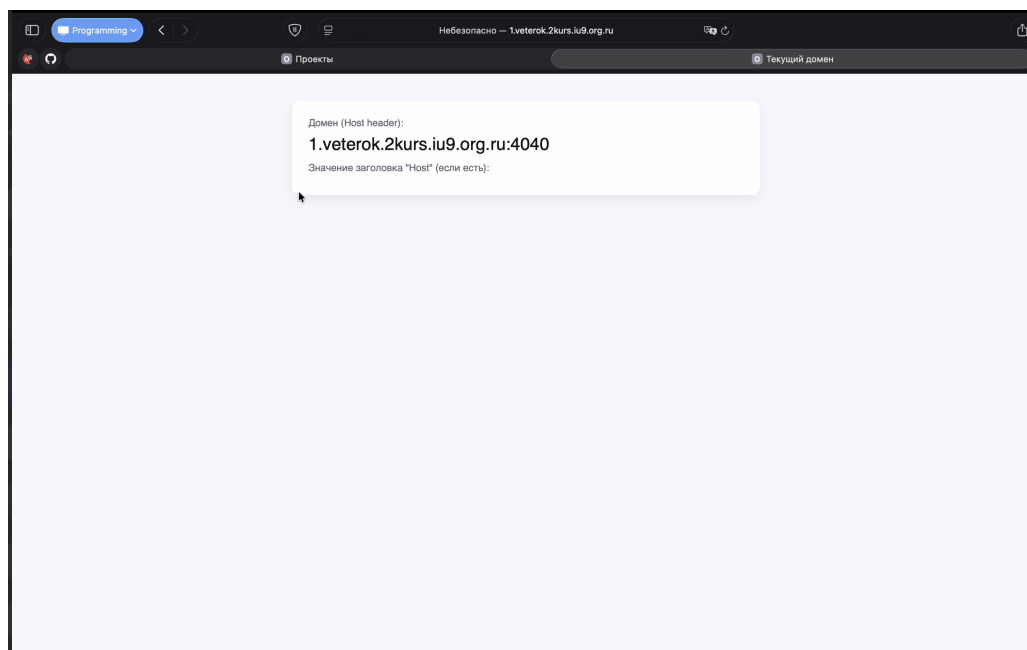 Programming
Небезопасно — 1.veterok.2kurs.iu9.org.ru
Проекты
Текущий домен
Домен (Host header):
1.veterok.2kurs.iu9.org.ru:4040
Значение заголовка "Host" (если есть):